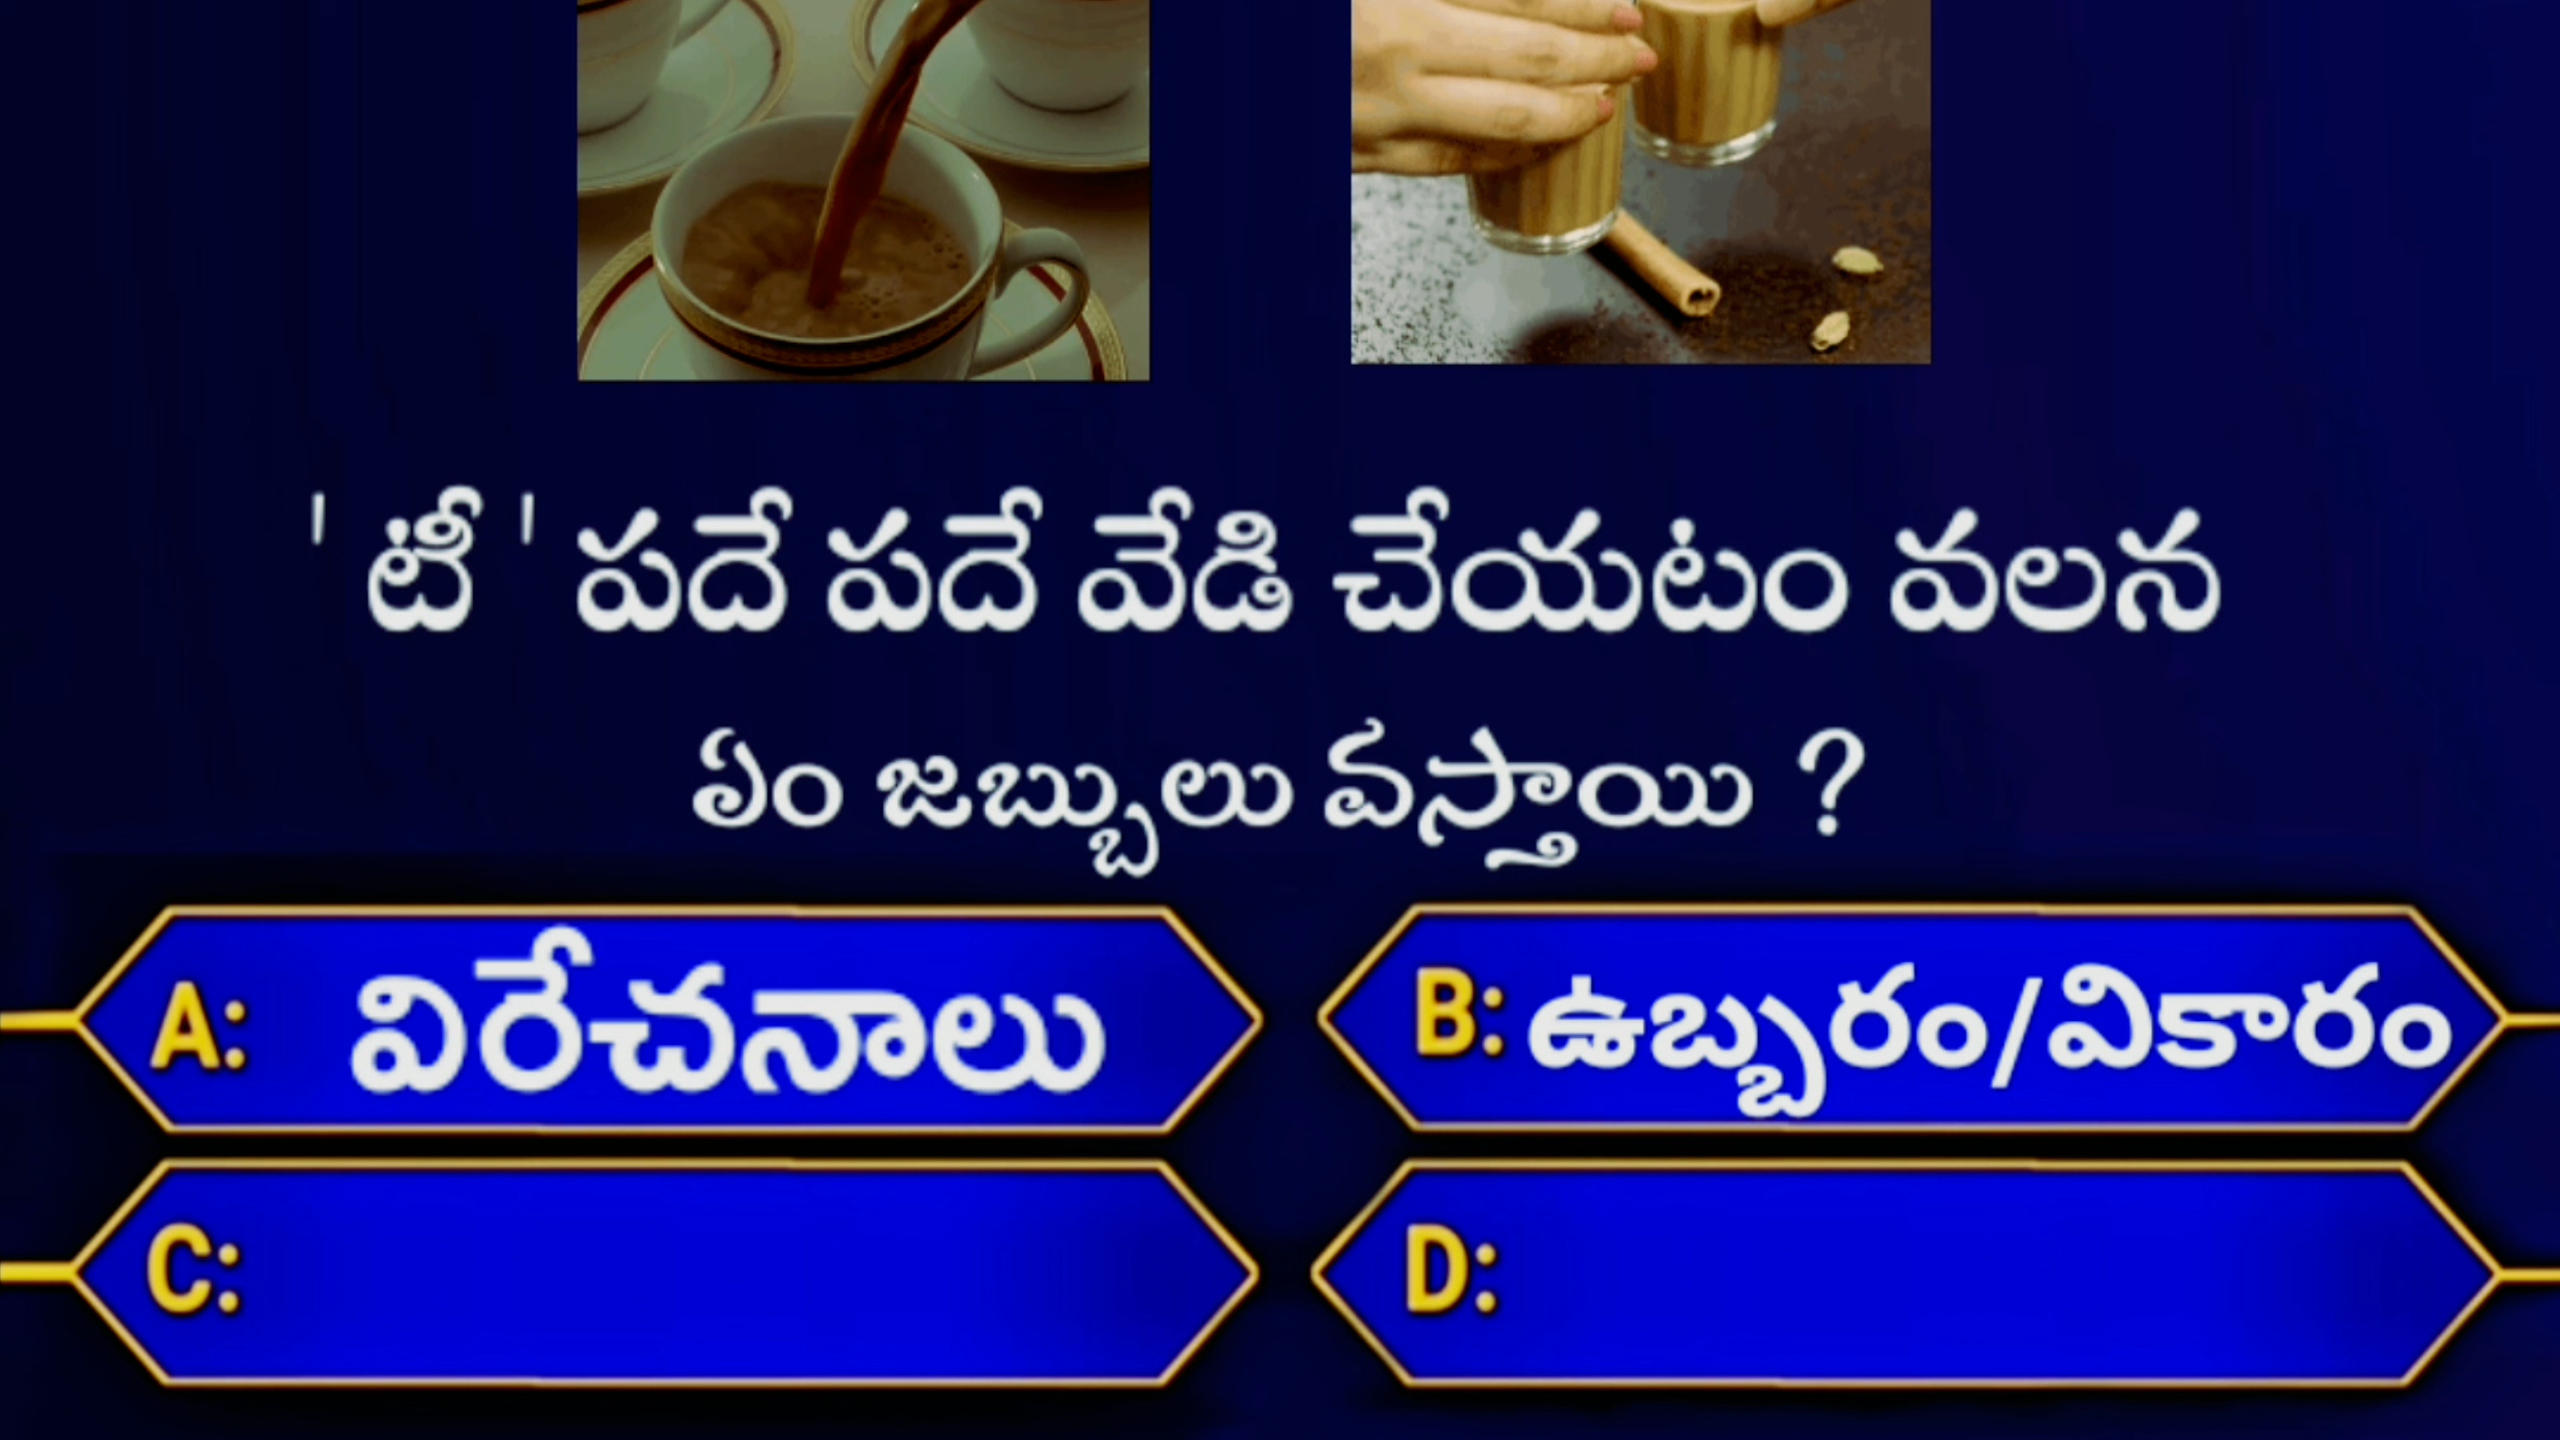 ' టీ ' పదే పదే వేడి చేయటం వలన
ఏం జబ్బులు వస్తాయి ?
A: విరేచనాలు
B: ఉబ్బరం/వికారం
C:
D: